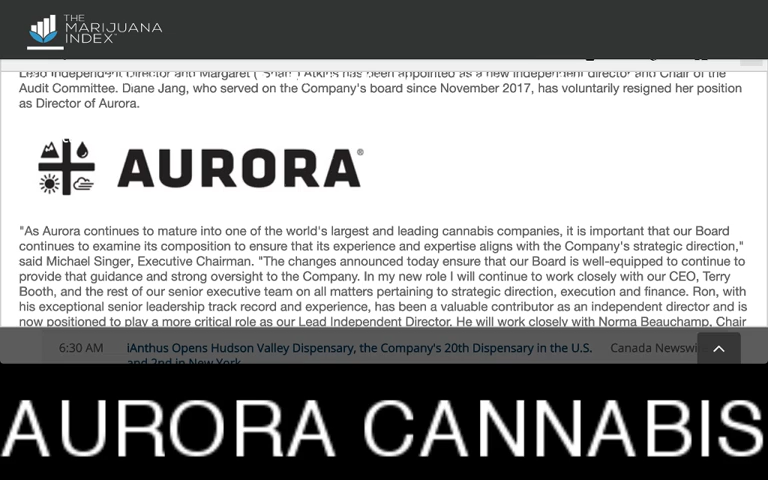 THE
MARIJUANA
INDEX™
Lead Independent Director and Margaret ("Shan") Atkins has been appointed as a new independent director and Chair of the
Audit Committee. Diane Jang, who served on the Company's board since November 2017, has voluntarily resigned her position
as Director of Aurora.
AURORA®
"As Aurora continues to mature into one of the world's largest and leading cannabis companies, it is important that our Board
continues to examine its composition to ensure that its experience and expertise aligns with the Company's strategic direction,"
said Michael Singer, Executive Chairman. "The changes announced today ensure that our Board is well-equipped to continue to
provide that guidance and strong oversight to the Company. In my new role I will continue to work closely with our CEO, Terry
Booth, and the rest of our senior executive team on all matters pertaining to strategic direction, execution and finance. Ron, with
his exceptional senior leadership track record and experience, has been a valuable contributor as an independent director and is
now positioned to play a more critical role as our Lead Independent Director. He will work closely with Norma Beauchamp, Chair
6:30 AM iAnthus Opens Hudson Valley Dispensary, the Company's 20th Dispensary in the U.S. Canada Newswi
and 2nd in New York
AURORA CANNABIS